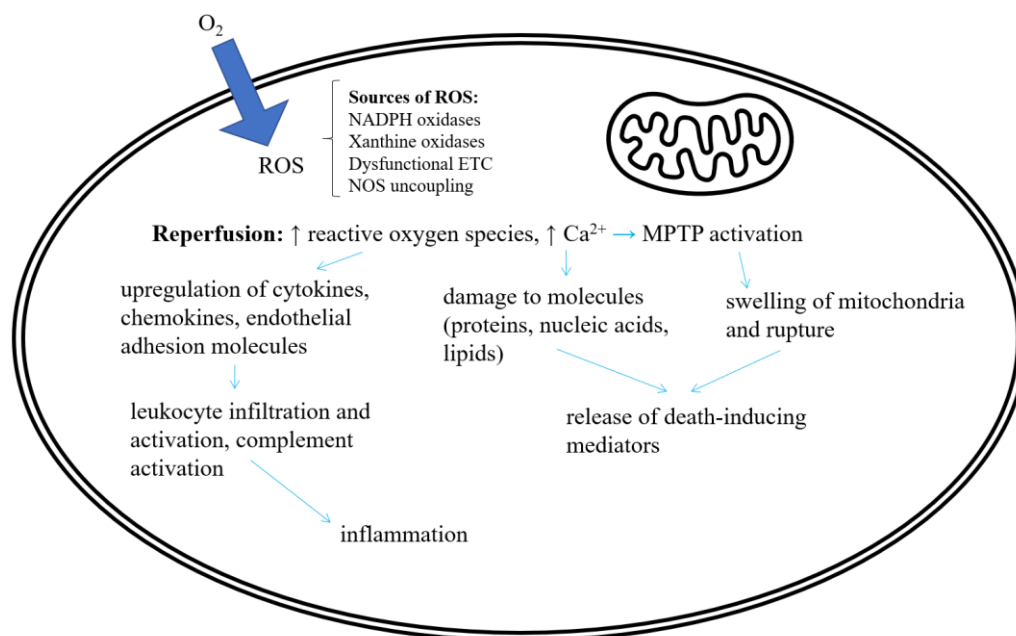 O₂
Sources of ROS:
NADPH oxidases
Xanthine oxidases
Dysfunctional ETC
NOS uncoupling
ROS
Reperfusion: ↑ reactive oxygen species, ↑ Ca²⁺ → MPTP activation
upregulation of cytokines,
chemokines, endothelial
adhesion molecules
damage to molecules
(proteins, nucleic acids,
lipids)
swelling of mitochondria
and rupture
leukocyte infiltration and
activation, complement
activation
release of death-inducing
mediators
inflammation